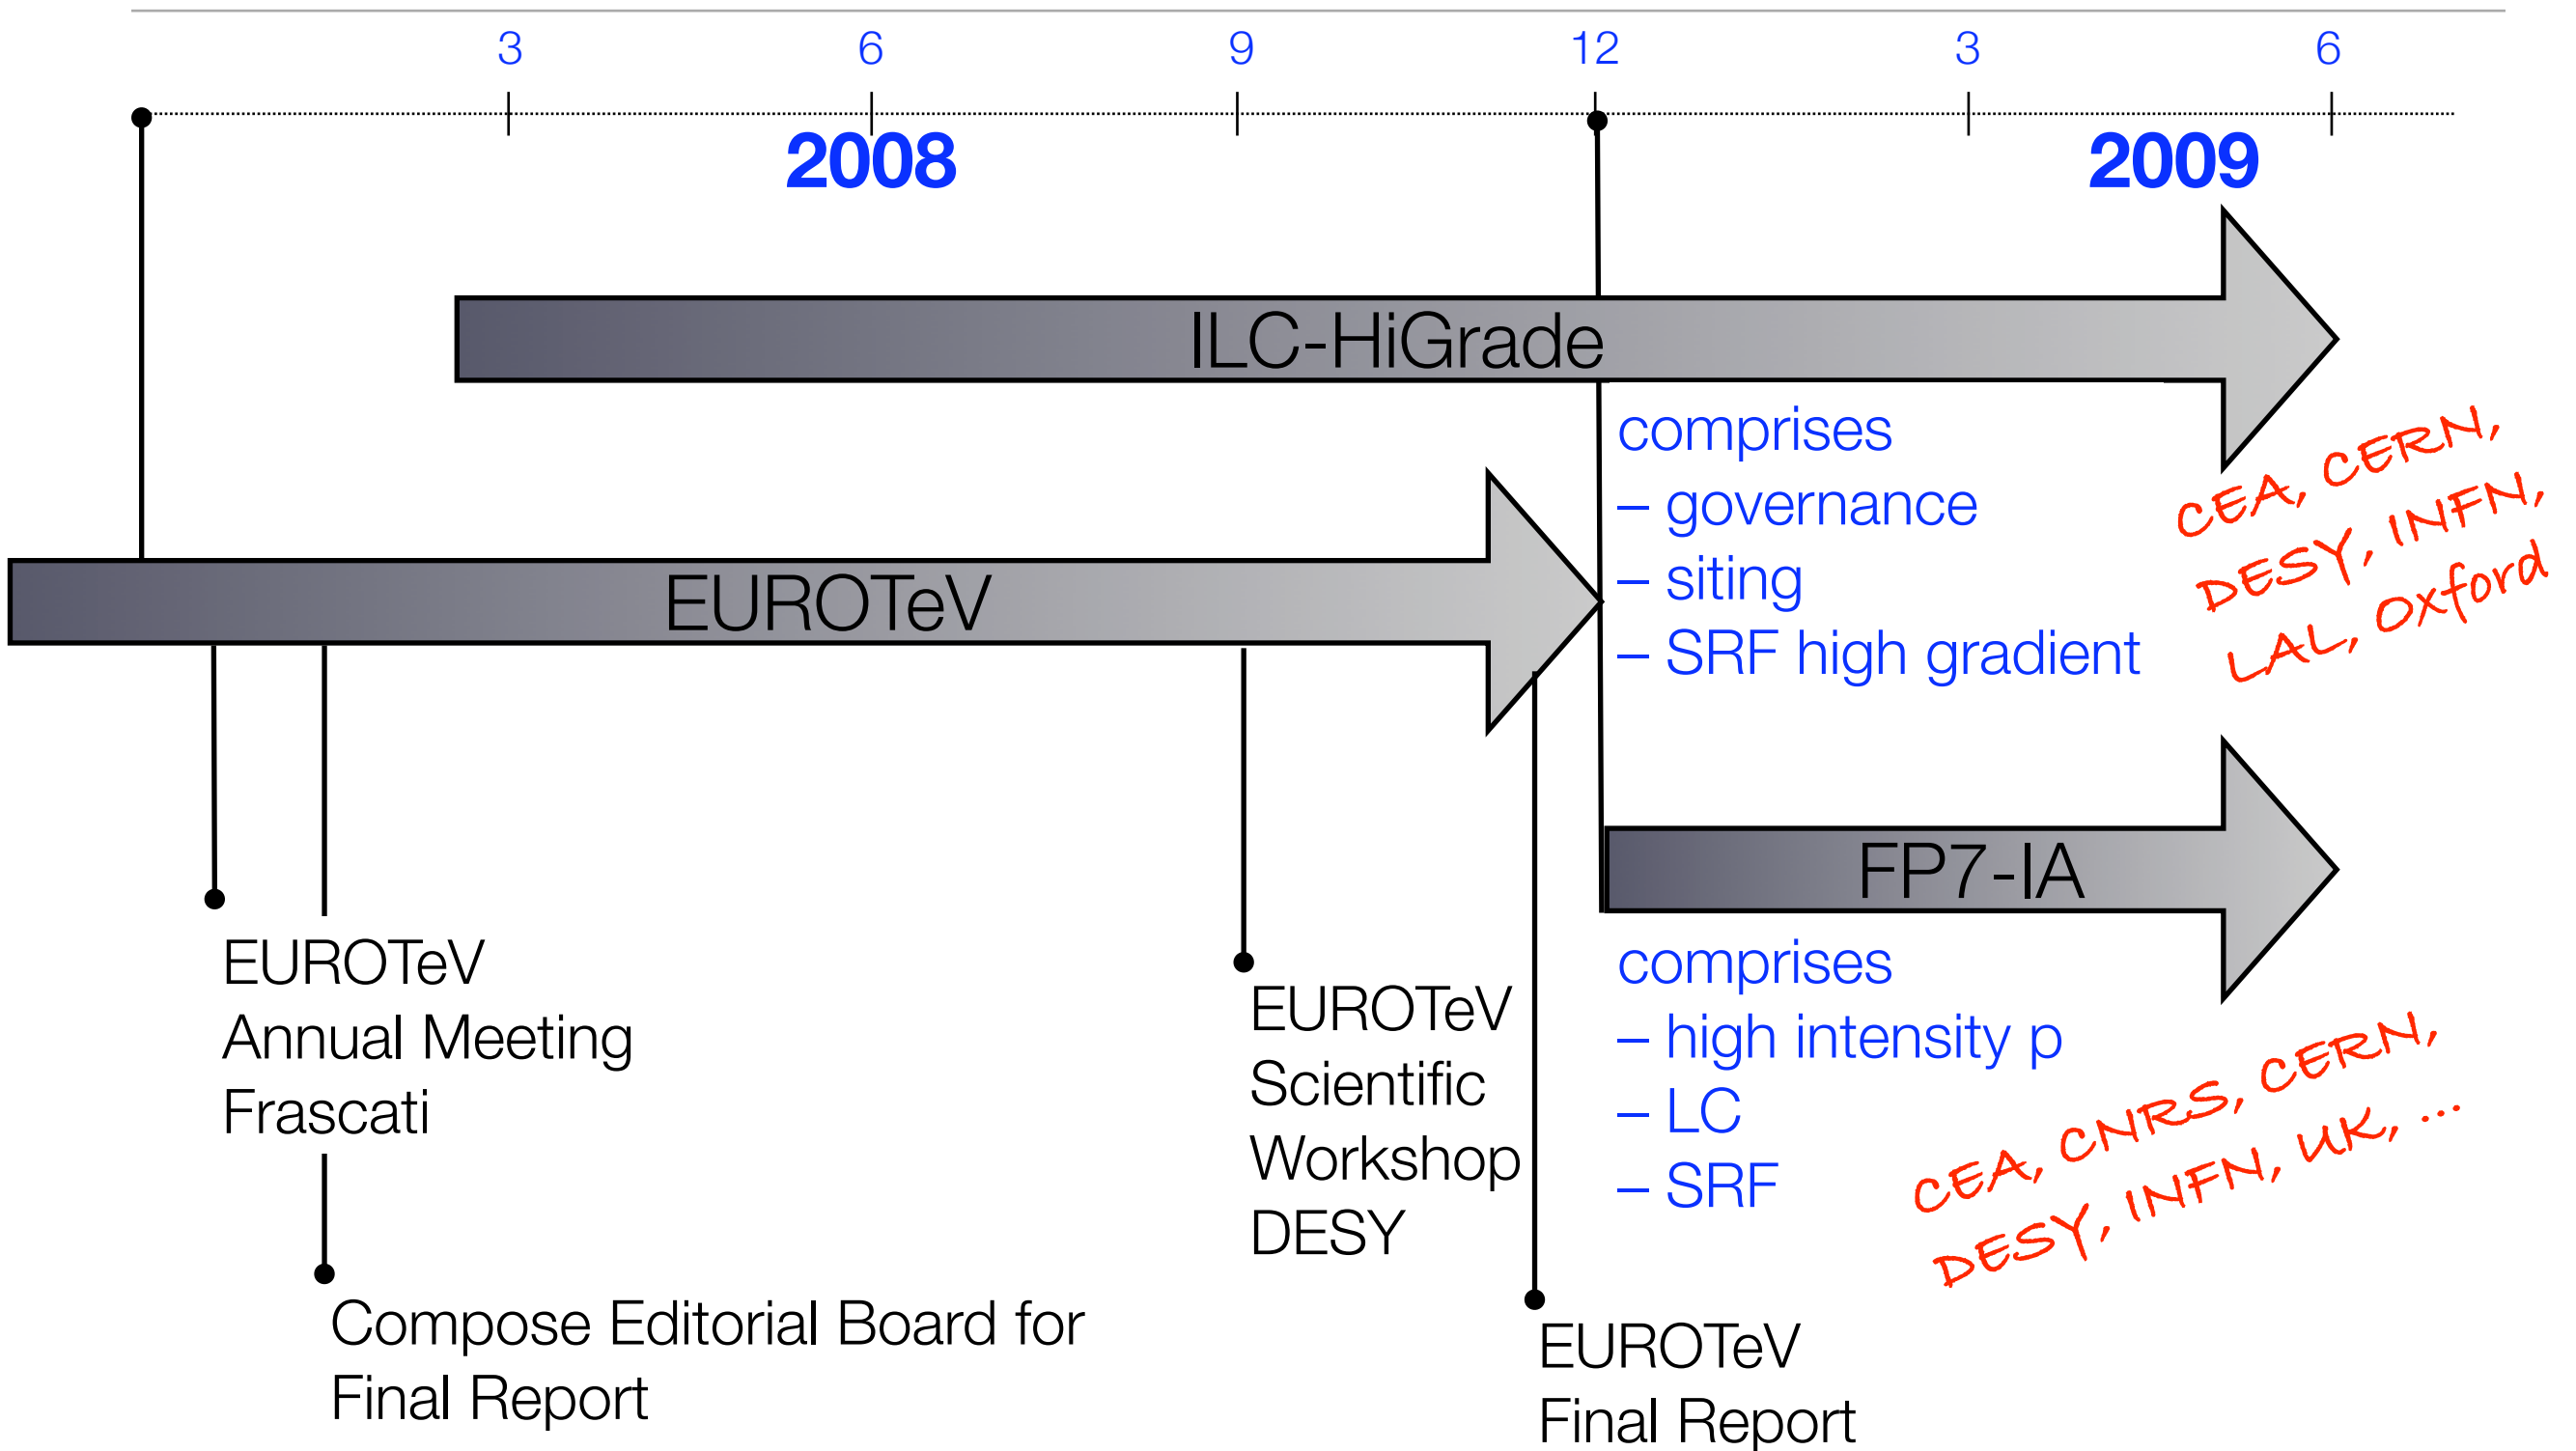 3 6 9 12 3 6
2008 2009
ILC-HiGrade
comprises
– governance
– siting
– SRF high gradient
CEA, CERN,
DESY, INFN,
LAL, Oxford
EUROTeV
FP7-IA
comprises
– high intensity p
– LC
– SRF
CEA, CNRS, CERN,
DESY, INFN, UK, ...
EUROTeV
Annual Meeting
Frascati
EUROTeV
Scientific
Workshop
DESY
Compose Editorial Board for
Final Report
EUROTeV
Final Report